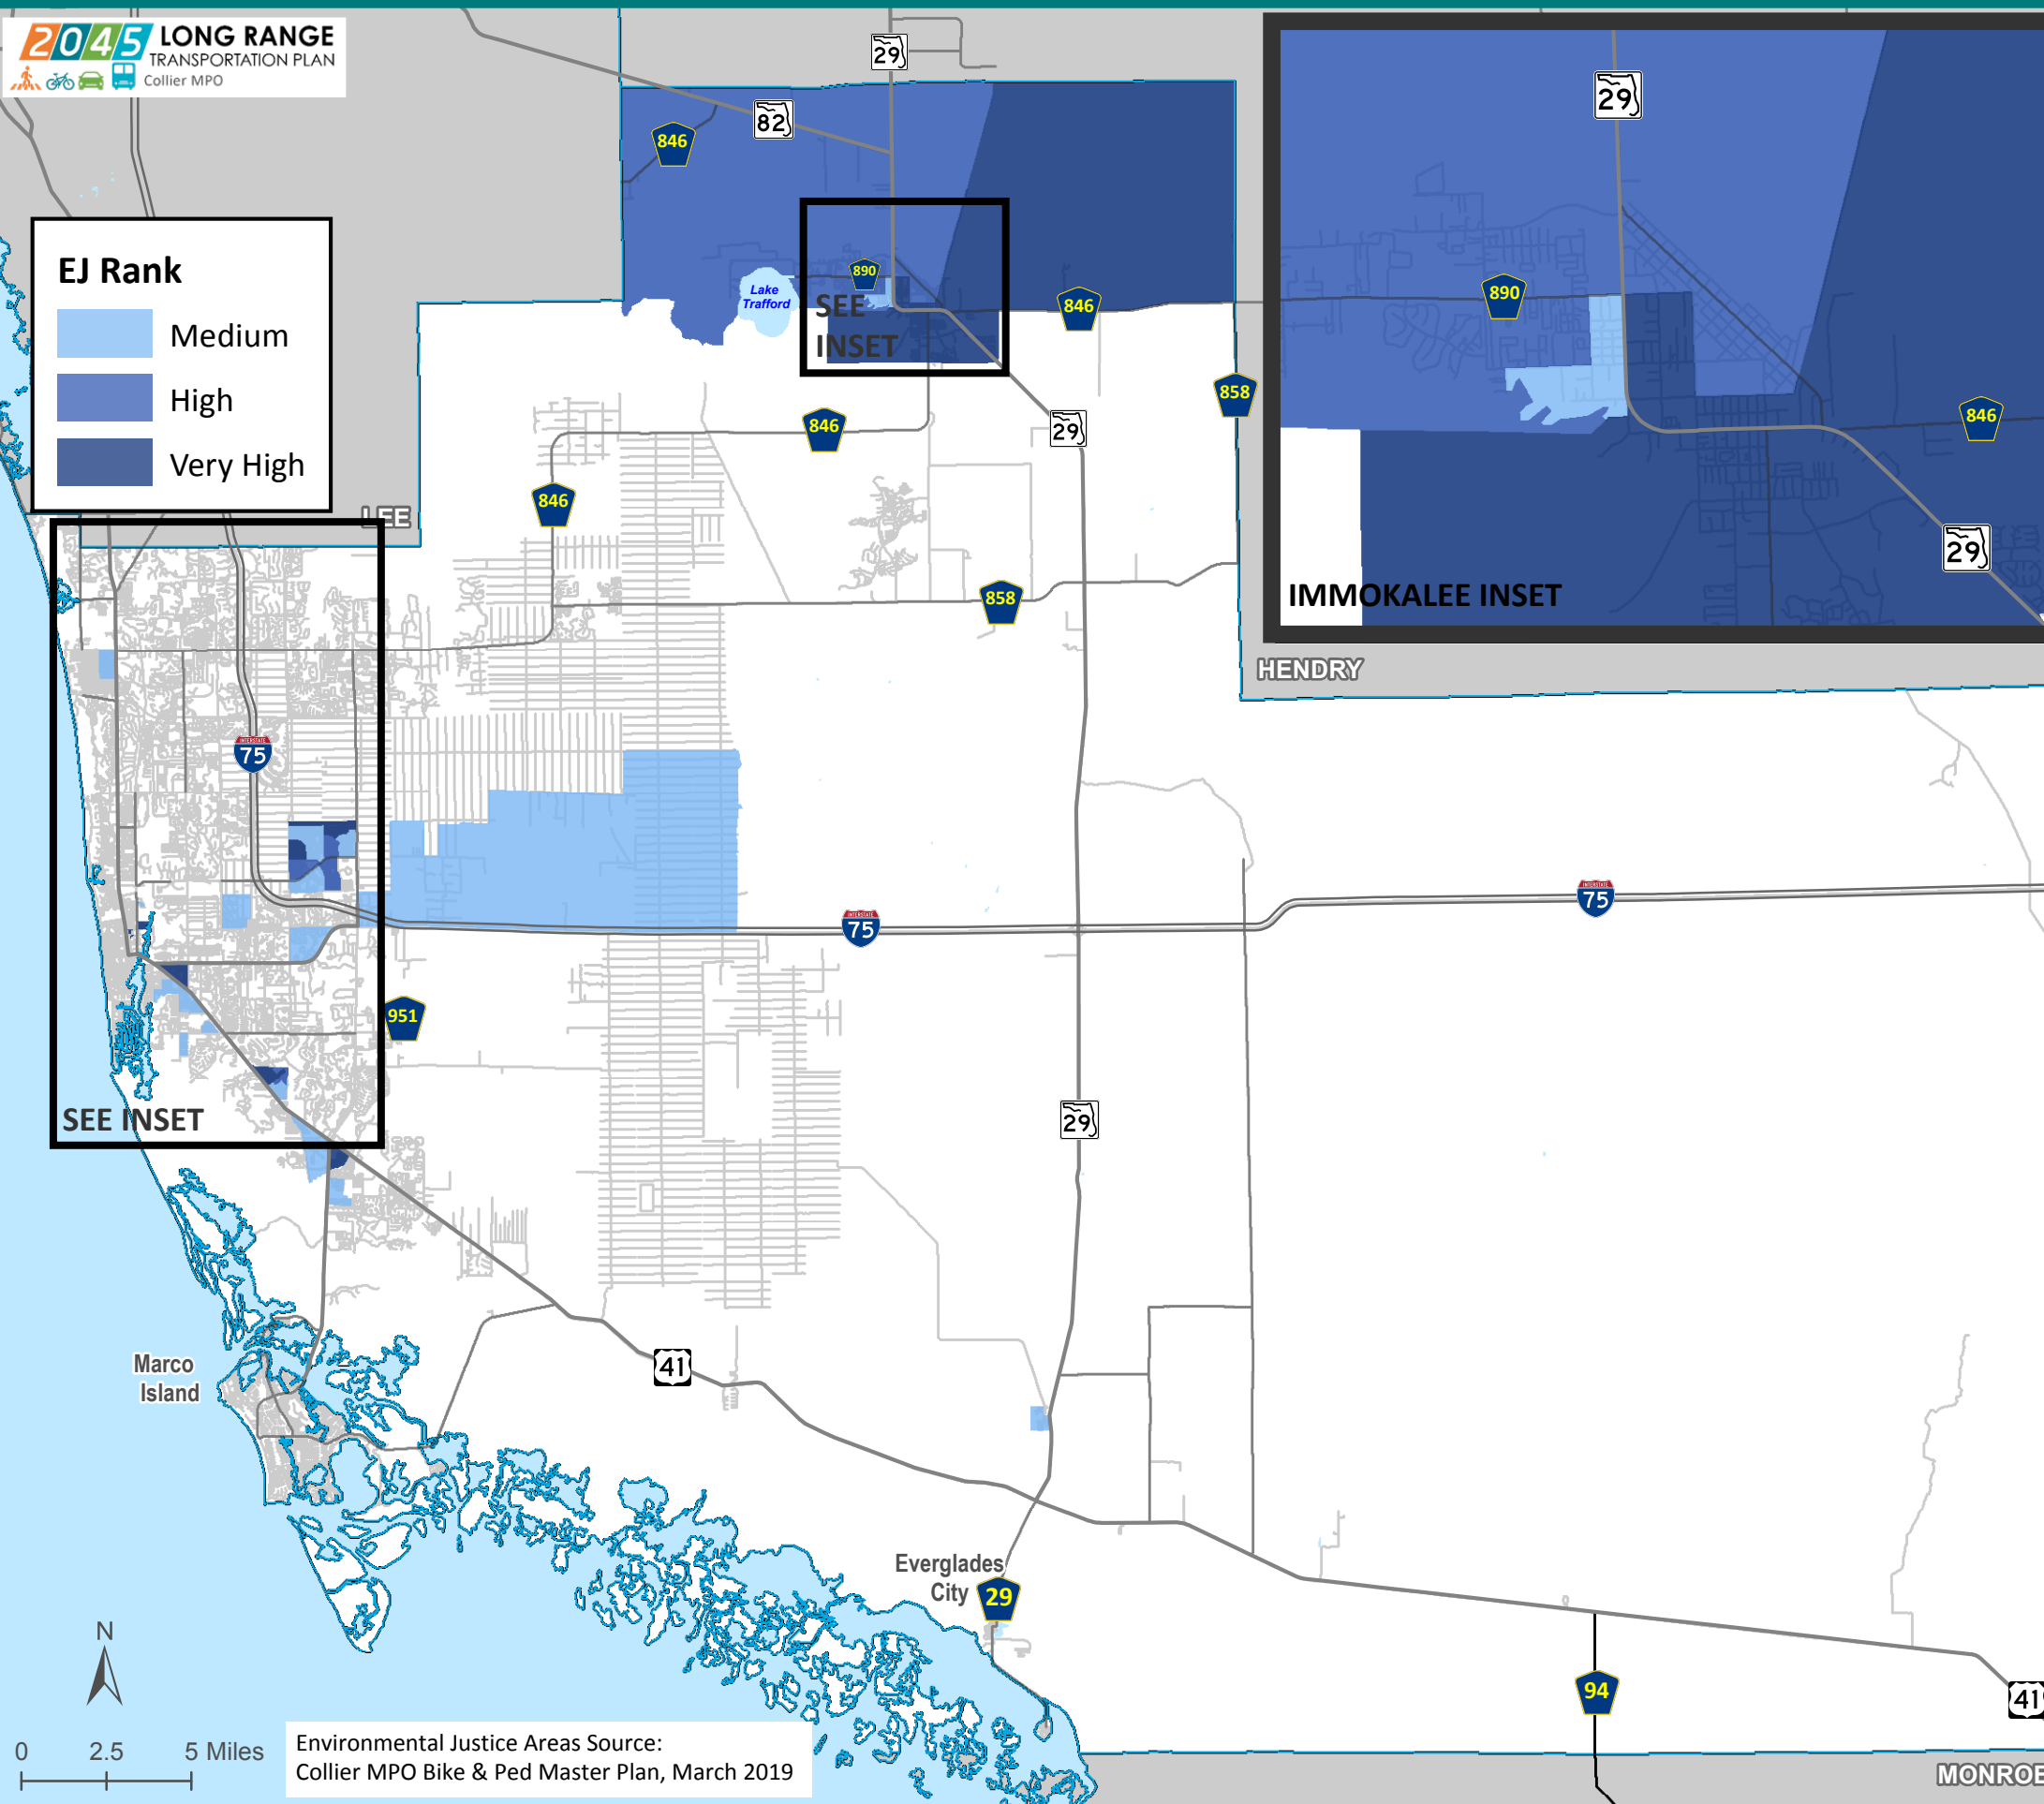 2045 LONG RANGE
TRANSPORTATION PLAN
Collier MPO
29
82
846
EJ Rank
Medium
High
Very High
890
Lake
Trafford
SEE
INSET
846
858
846
29
846
LEE
858
29
890
846
29
IMMOKALEE INSET
HENDRY
75
75
75
951
SEE INSET
29
Marco
Island
41
Everglades
City
29
94
41
N
0 2.5 5 Miles
Environmental Justice Areas Source:
Collier MPO Bike & Ped Master Plan, March 2019
MONROE